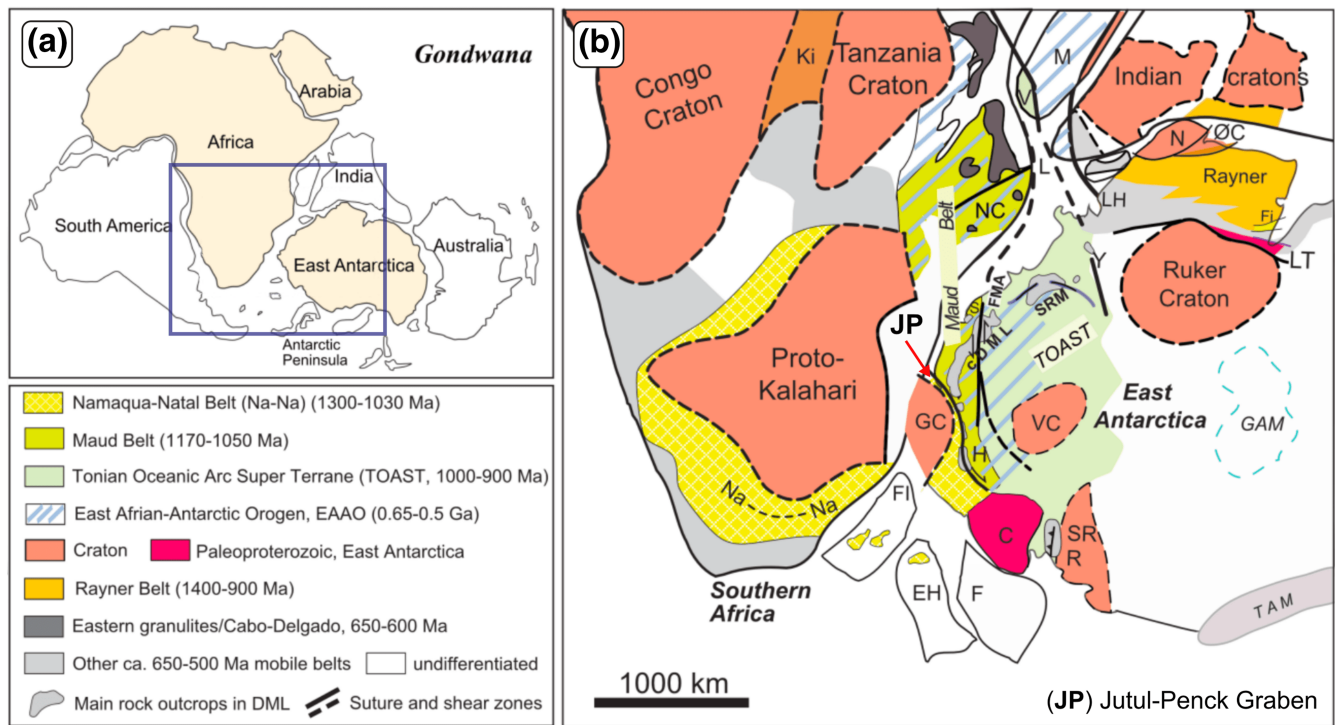 (a)
Gondwana
Arabia
Africa
India
South America
East Antarctica
Australia
Antarctic
Peninsula
Namaqua-Natal Belt (Na-Na) (1300-1030 Ma)
Maud Belt (1170-1050 Ma)
Tonian Oceanic Arc Super Terrane (TOAST, 1000-900 Ma)
East Afrian-Antarctic Orogen, EAAO (0.65-0.5 Ga)
Craton
Paleoproterozoic, East Antarctica
Rayner Belt (1400-900 Ma)
Eastern granulites/Cabo-Delgado, 650-600 Ma
Other ca. 650-500 Ma mobile belts
undifferentiated
Main rock outcrops in DML
Suture and shear zones
(b)
Congo
Craton
Ki
Tanzania
Craton
M
V
Indian
cratons
N
ØC
L
Rayner
LH
Fi
NC
Maud Belt
LT
Y
Ruker
Craton
FMA
SRM
JP
cDML
TOAST
Proto-
Kalahari
GC
VC
East
Antarctica
GAM
H
Na
Na
FI
C
SR
R
EH
F
Southern
Africa
TAM
1000 km
(JP) Jutul-Penck Graben